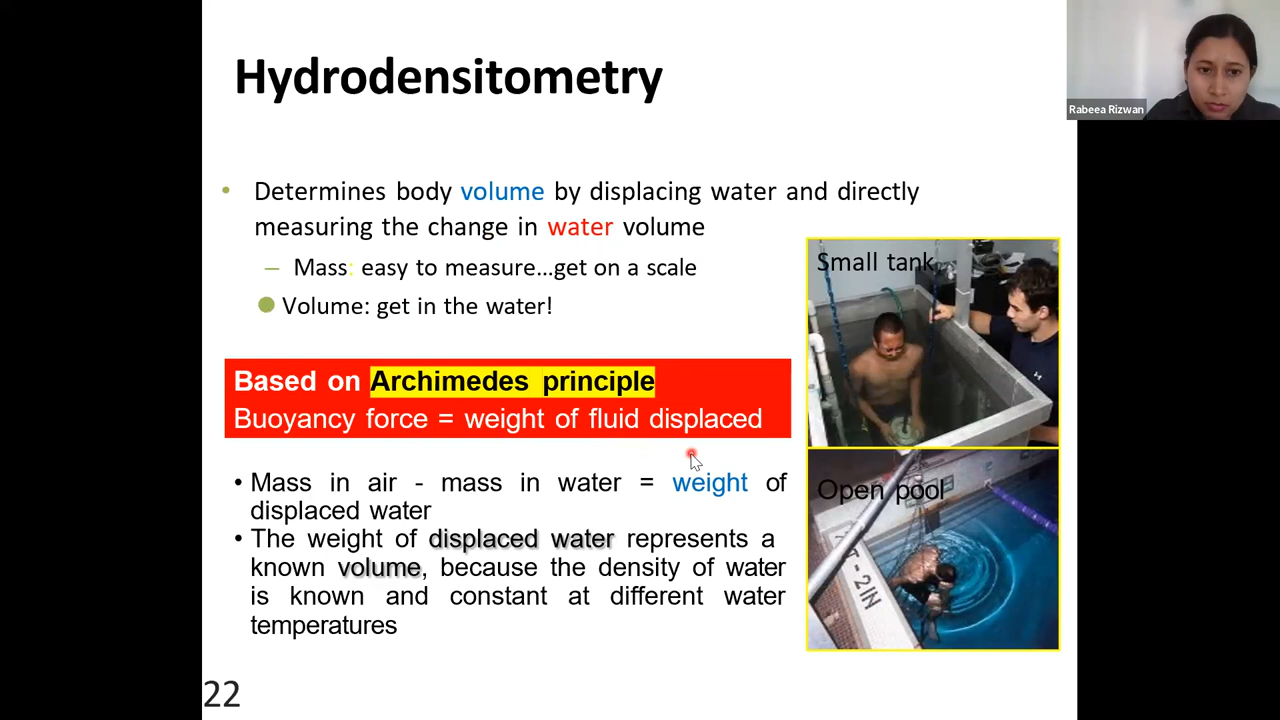 Hydrodensitometry
Rabeea Rizwan
• Determines body volume by displacing water and directly
measuring the change in water volume
– Mass: easy to measure...get on a scale
● Volume: get in the water!
Based on Archimedes principle
Buoyancy force = weight of fluid displaced
• Mass in air - mass in water = weight of
displaced water
• The weight of displaced water represents a
known volume, because the density of water
is known and constant at different water
temperatures
Small tank
Open pool
2IN
22